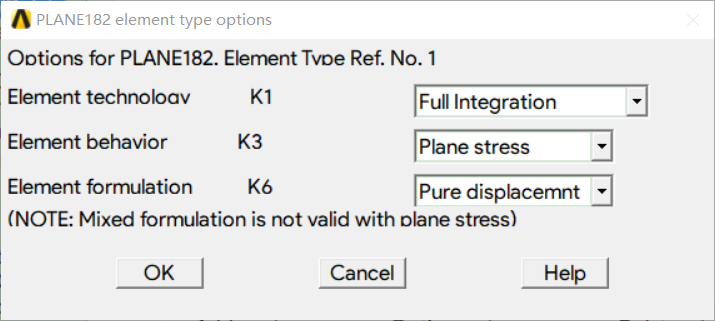 PLANE182 element type options
Options for PLANE182, Element Type Ref. No. 1
Element technology K1 Full Integration
Element behavior K3 Plane stress
Element formulation K6 Pure displacemnt
(NOTE: Mixed formulation is not valid with plane stress)
OK Cancel Help